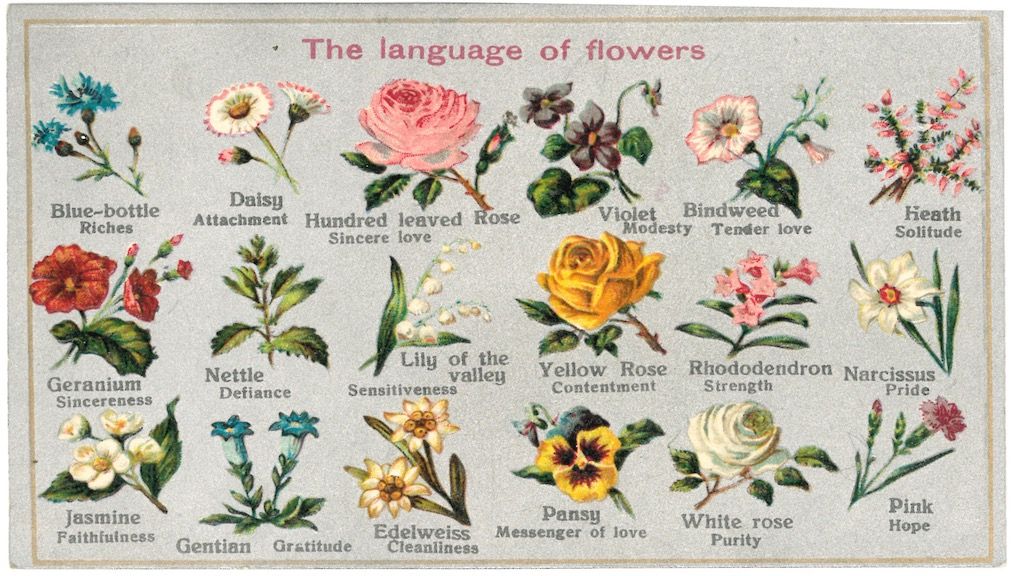 The language of flowers
Blue-bottle
Riches
Daisy
Attachment
Hundred leaved Rose
Sincere love
Violet
Modesty
Bindweed
Tender love
Heath
Solitude
Geranium
Sincereness
Nettle
Defiance
Lily of the
valley
Sensitiveness
Yellow Rose
Contentment
Rhododendron
Strength
Narcissus
Pride
Jasmine
Faithfulness
Gentian
Gratitude
Edelweiss
Cleanliness
Pansy
Messenger of love
White rose
Purity
Pink
Hope